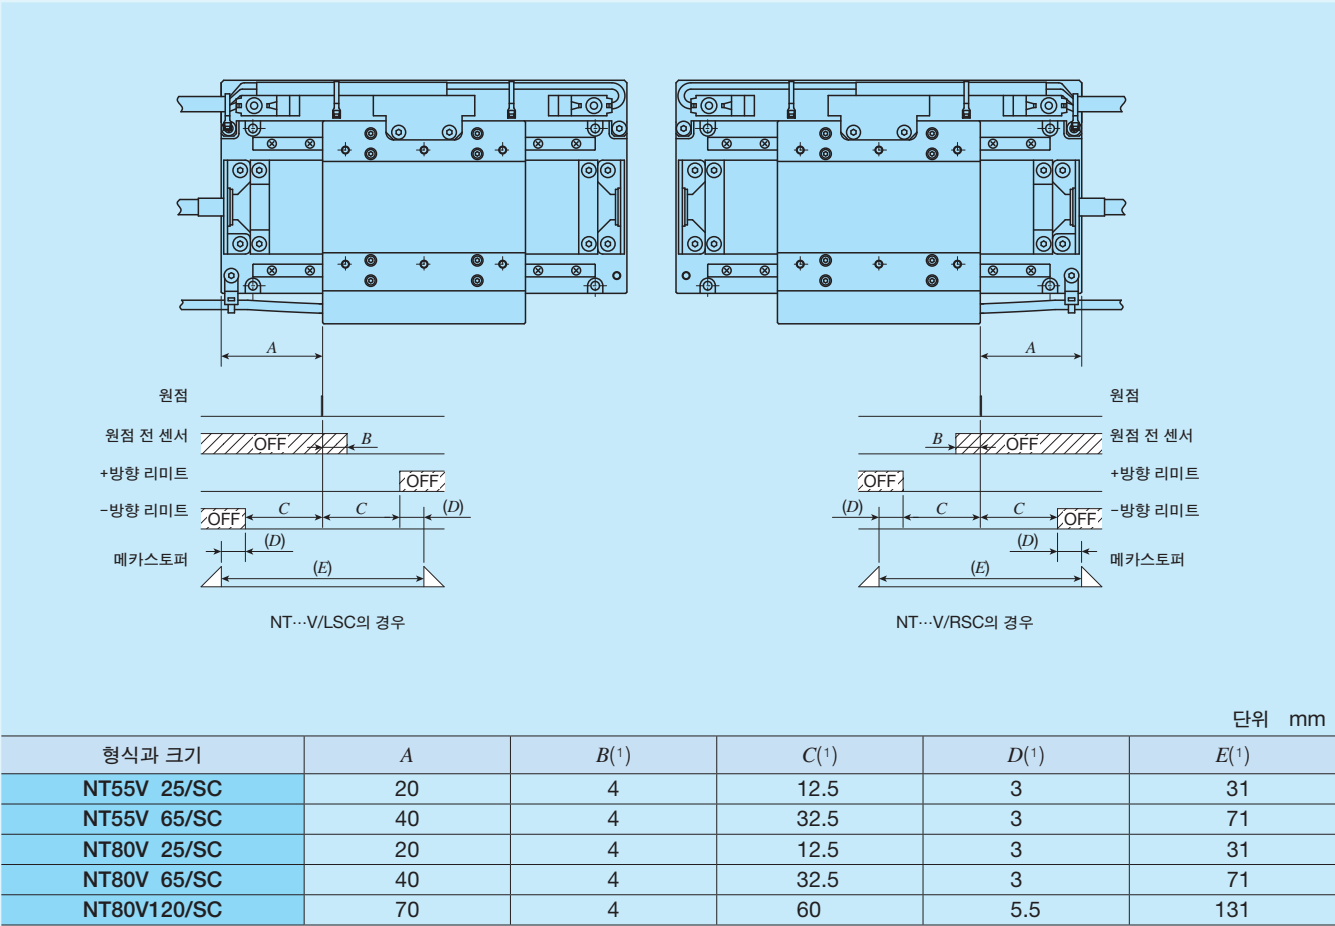 A A
원점 원점
원점 전 센서 OFF B B OFF 원점 전 센서
+방향 리미트 OFF OFF +방향 리미트
−방향 리미트 OFF C C (D) (D) C C OFF −방향 리미트
(D) (D)
메카스토퍼 (E) (E) 메카스토퍼
NT···V/LSC의 경우 NT···V/RSC의 경우
단위 mm
형식과 크기 A B(1) C(1) D(1) E(1)
NT55V 25/SC 20 4 12.5 3 31
NT55V 65/SC 40 4 32.5 3 71
NT80V 25/SC 20 4 12.5 3 31
NT80V 65/SC 40 4 32.5 3 71
NT80V120/SC 70 4 60 5.5 131